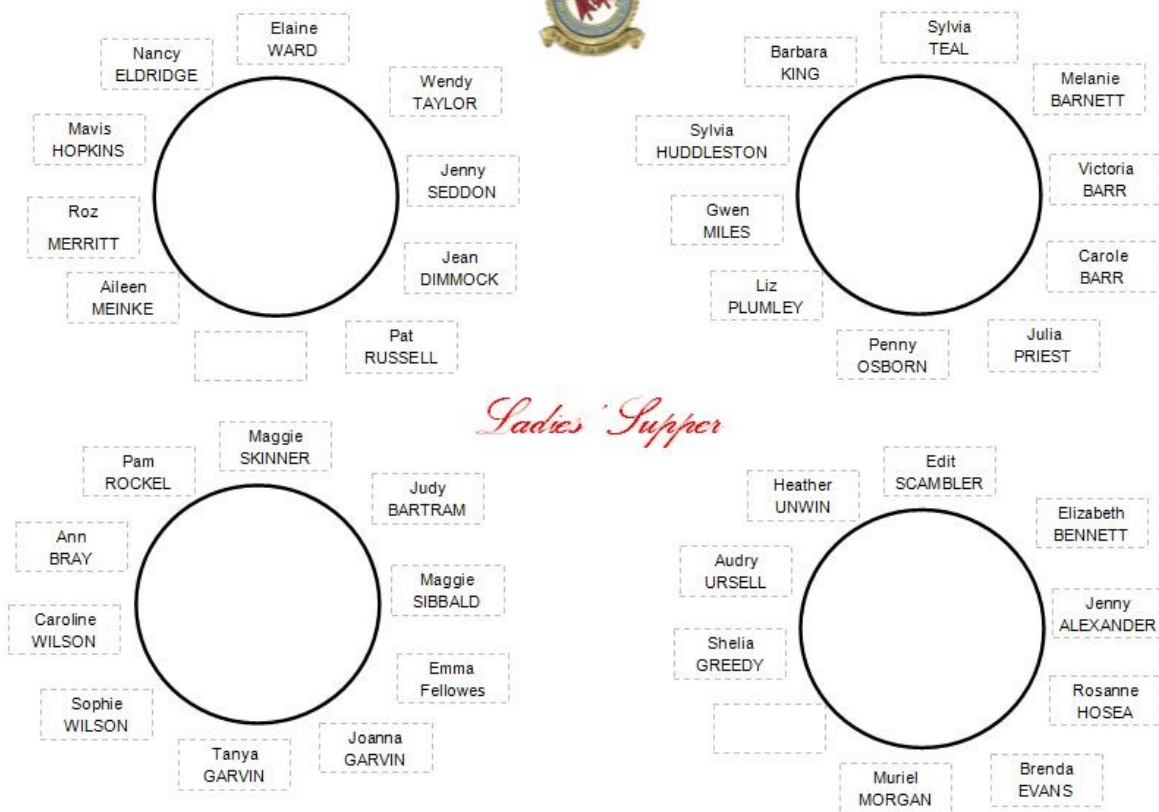 Elaine
WARD
Nancy
ELDRIDGE
Wendy
TAYLOR
Mavis
HOPKINS
Jenny
SEDDON
Roz
MERRITT
Jean
DIMMOCK
Aileen
MEINKE
Pat
RUSSELL
Sylvia
TEAL
Barbara
KING
Melanie
BARNETT
Sylvia
HUDDLESTON
Victoria
BARR
Gwen
MILES
Carole
BARR
Liz
PLUMLEY
Julia
PRIEST
Penny
OSBORN
Ladies' Supper
Maggie
SKINNER
Pam
ROCKEL
Judy
BARTRAM
Ann
BRAY
Maggie
SIBBALD
Caroline
WILSON
Emma
Fellowes
Sophie
WILSON
Joanna
GARVIN
Tanya
GARVIN
Edit
SCAMBLER
Heather
UNWIN
Elizabeth
BENNETT
Audry
URSELL
Jenny
ALEXANDER
Shelia
GREEDY
Rosanne
HOSEA
Brenda
EVANS
Muriel
MORGAN